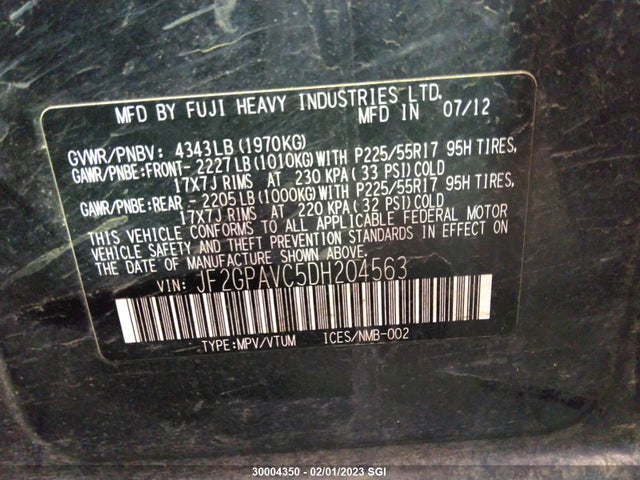 MFD BY FUJI HEAVY INDUSTRIES LTD.
MFD IN 07/12
GVWR/PNBV: 4343LB(1970KG)
GAWR/PNBE:FRONT-2227LB(1010KG)WITH P225/55R17 95H TIRES,
17X7J RIMS AT 230 KPA(33 PSI)COLD
GAWR/PNBE:REAR -2205LB(1000KG)WITH P225/55R17 95H TIRES,
17X7J RIMS AT 220 KPA(32 PSI)COLD
THIS VEHICLE CONFORMS TO ALL APPLICABLE FEDERAL MOTOR
VEHICLE SAFETY AND THEFT PREVENTION STANDARDS IN EFFECT ON
THE DATE OF MANUFACTURE SHOWN ABOVE.
VIN: JF2GPAVC5DH204563
TYPE:MPV/VTUM ICES/NMB-002
30004350 - 02/01/2023 SGI